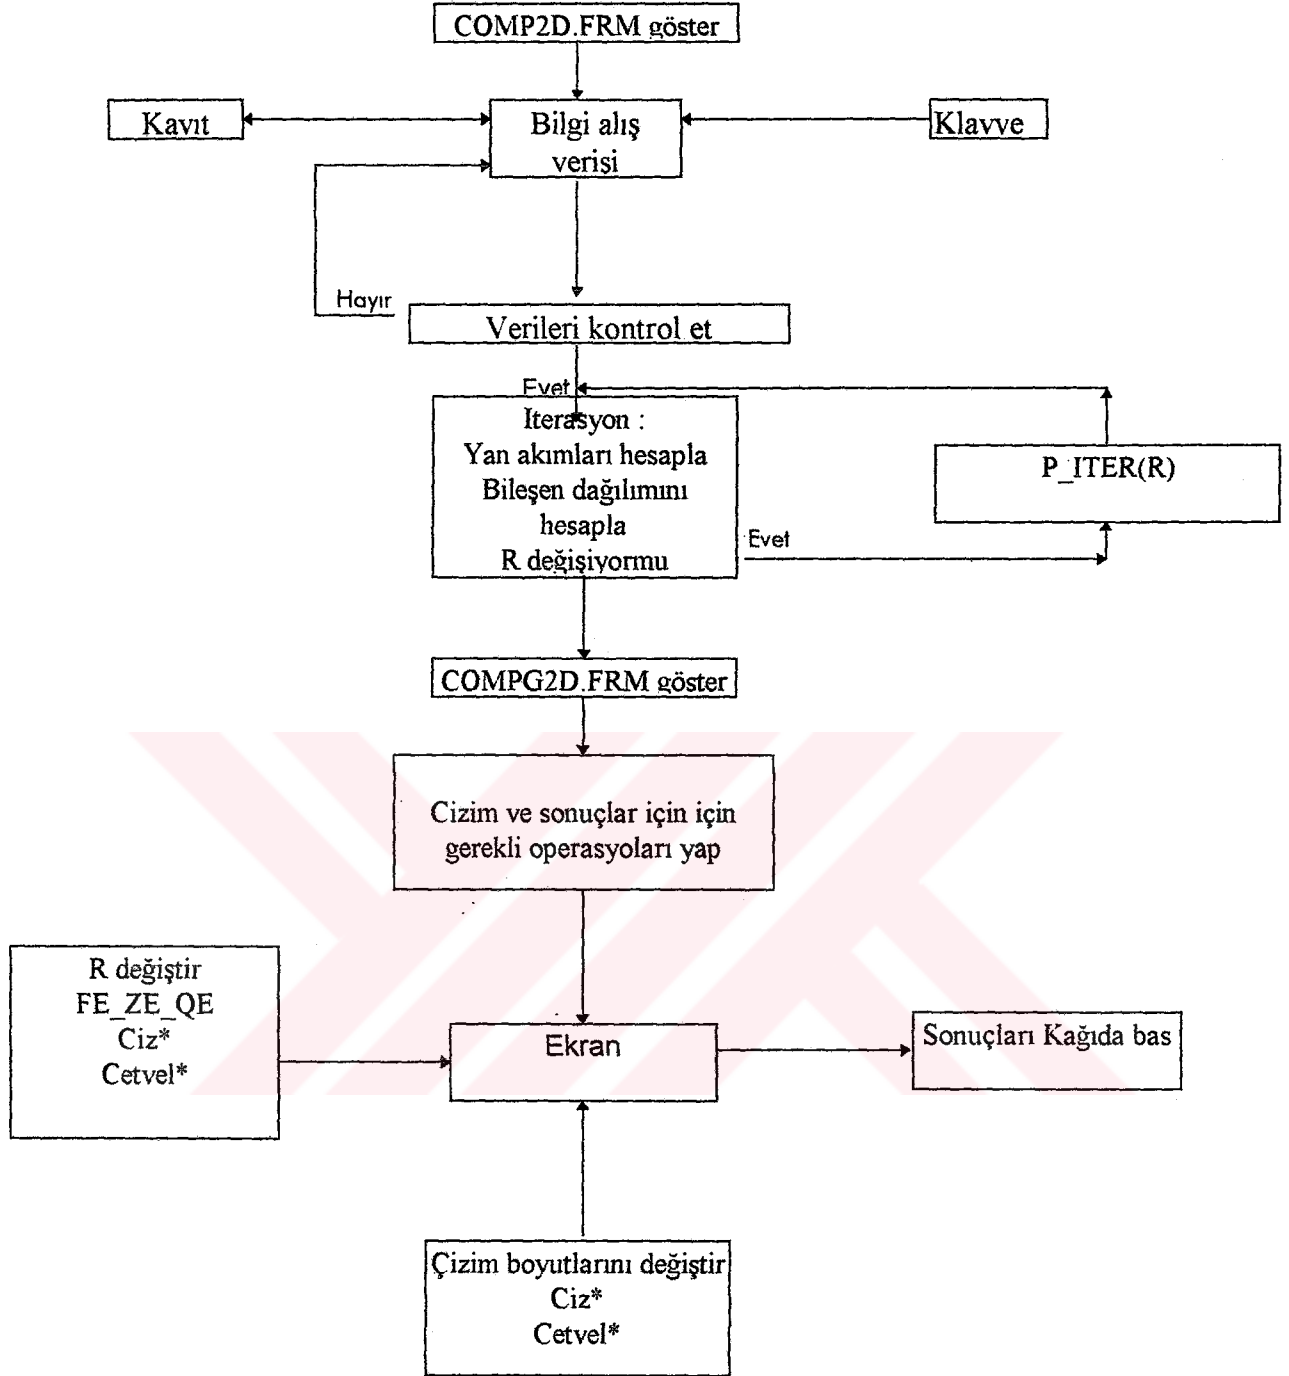 COMP2D.FRM göster
Kayıt
Bilgi alış
verişi
Klavye
Hayır
Verileri kontrol et
Evet
Iterasyon :
Yan akımları hesapla
Bileşen dağılımını
hesapla
R değişiyormu
P_ITER(R)
Evet
COMPG2D.FRM göster
Cizim ve sonuçlar için için
gerekli operasyoları yap
R değiştir
FE_ZE_QE
Ciz*
Cetvel*
Ekran
Sonuçları Kağıda bas
Çizim boyutlarını değiştir
Ciz*
Cetvel*